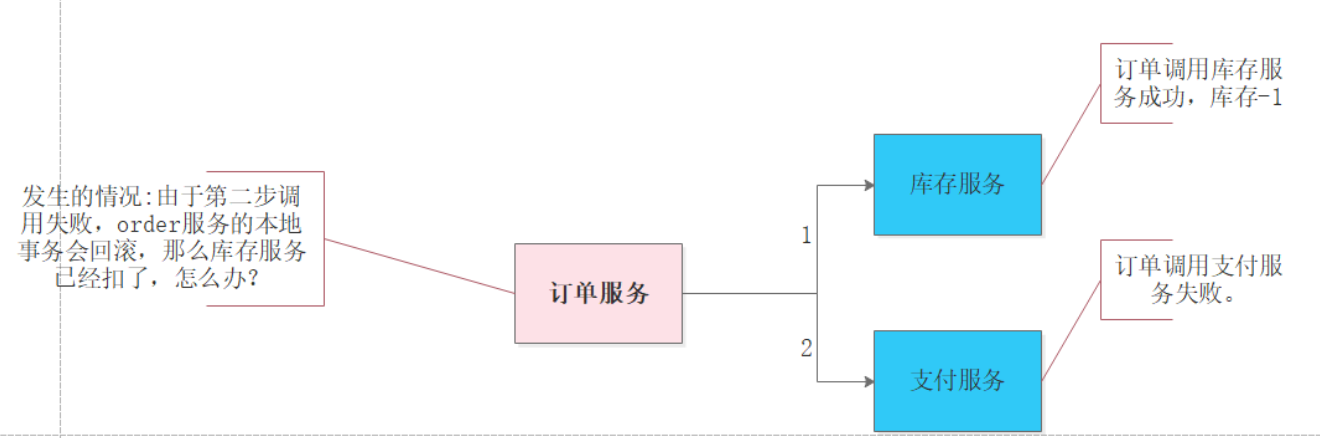 订单调用库存服
务成功，库存-1
库存服务
发生的情况:由于第二步调
用失败，order服务的本地
事务会回滚，那么库存服务
已经扣了，怎么办?
1
订单服务
订单调用支付服
务失败。
2
支付服务